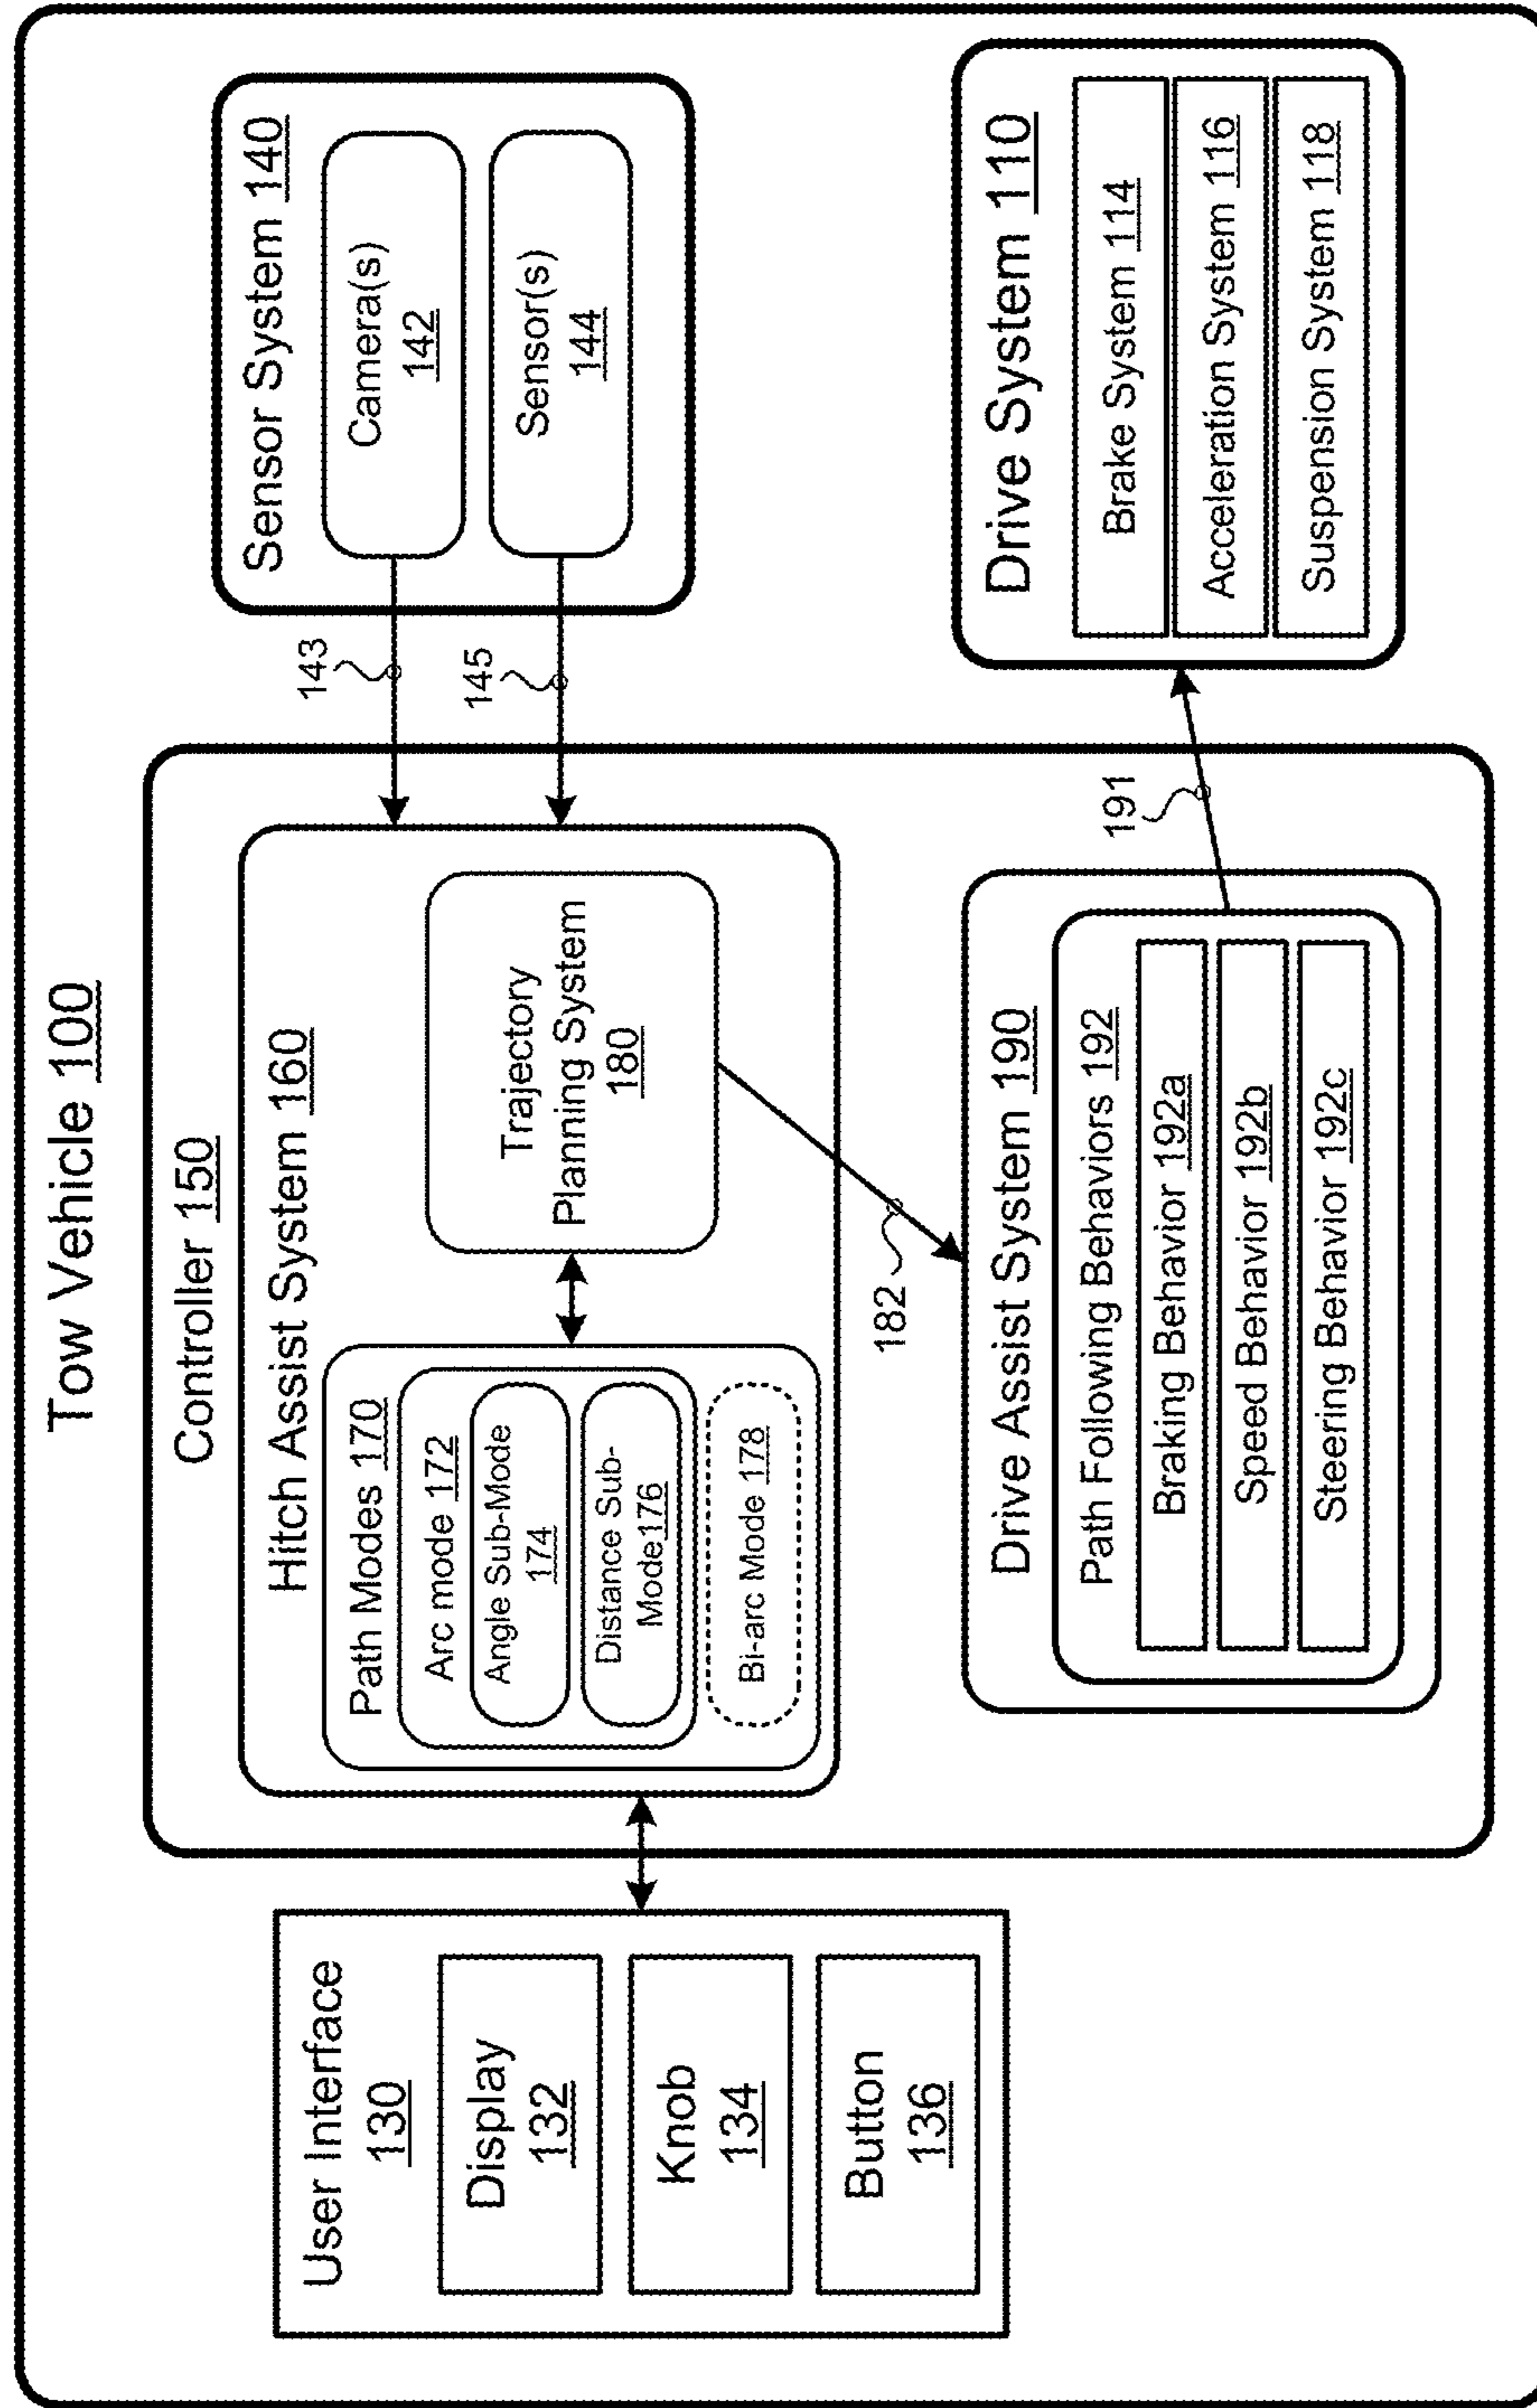 Tow Vehicle 100
User Interface
130
Display
132
Knob
134
Button
136
Controller 150
Hitch Assist System 160
Path Modes 170
Arc mode 172
Angle Sub-Mode
174
Distance Sub-
Mode176
Bi-arc Mode 178
Trajectory
Planning System
180
182
Drive Assist System 190
Path Following Behaviors 192
Braking Behavior 192a
Speed Behavior 192b
Steering Behavior 192c
143
145
191
Sensor System 140
Camera(s)
142
Sensor(s)
144
Drive System 110
Brake System 114
Acceleration System 116
Suspension System 118